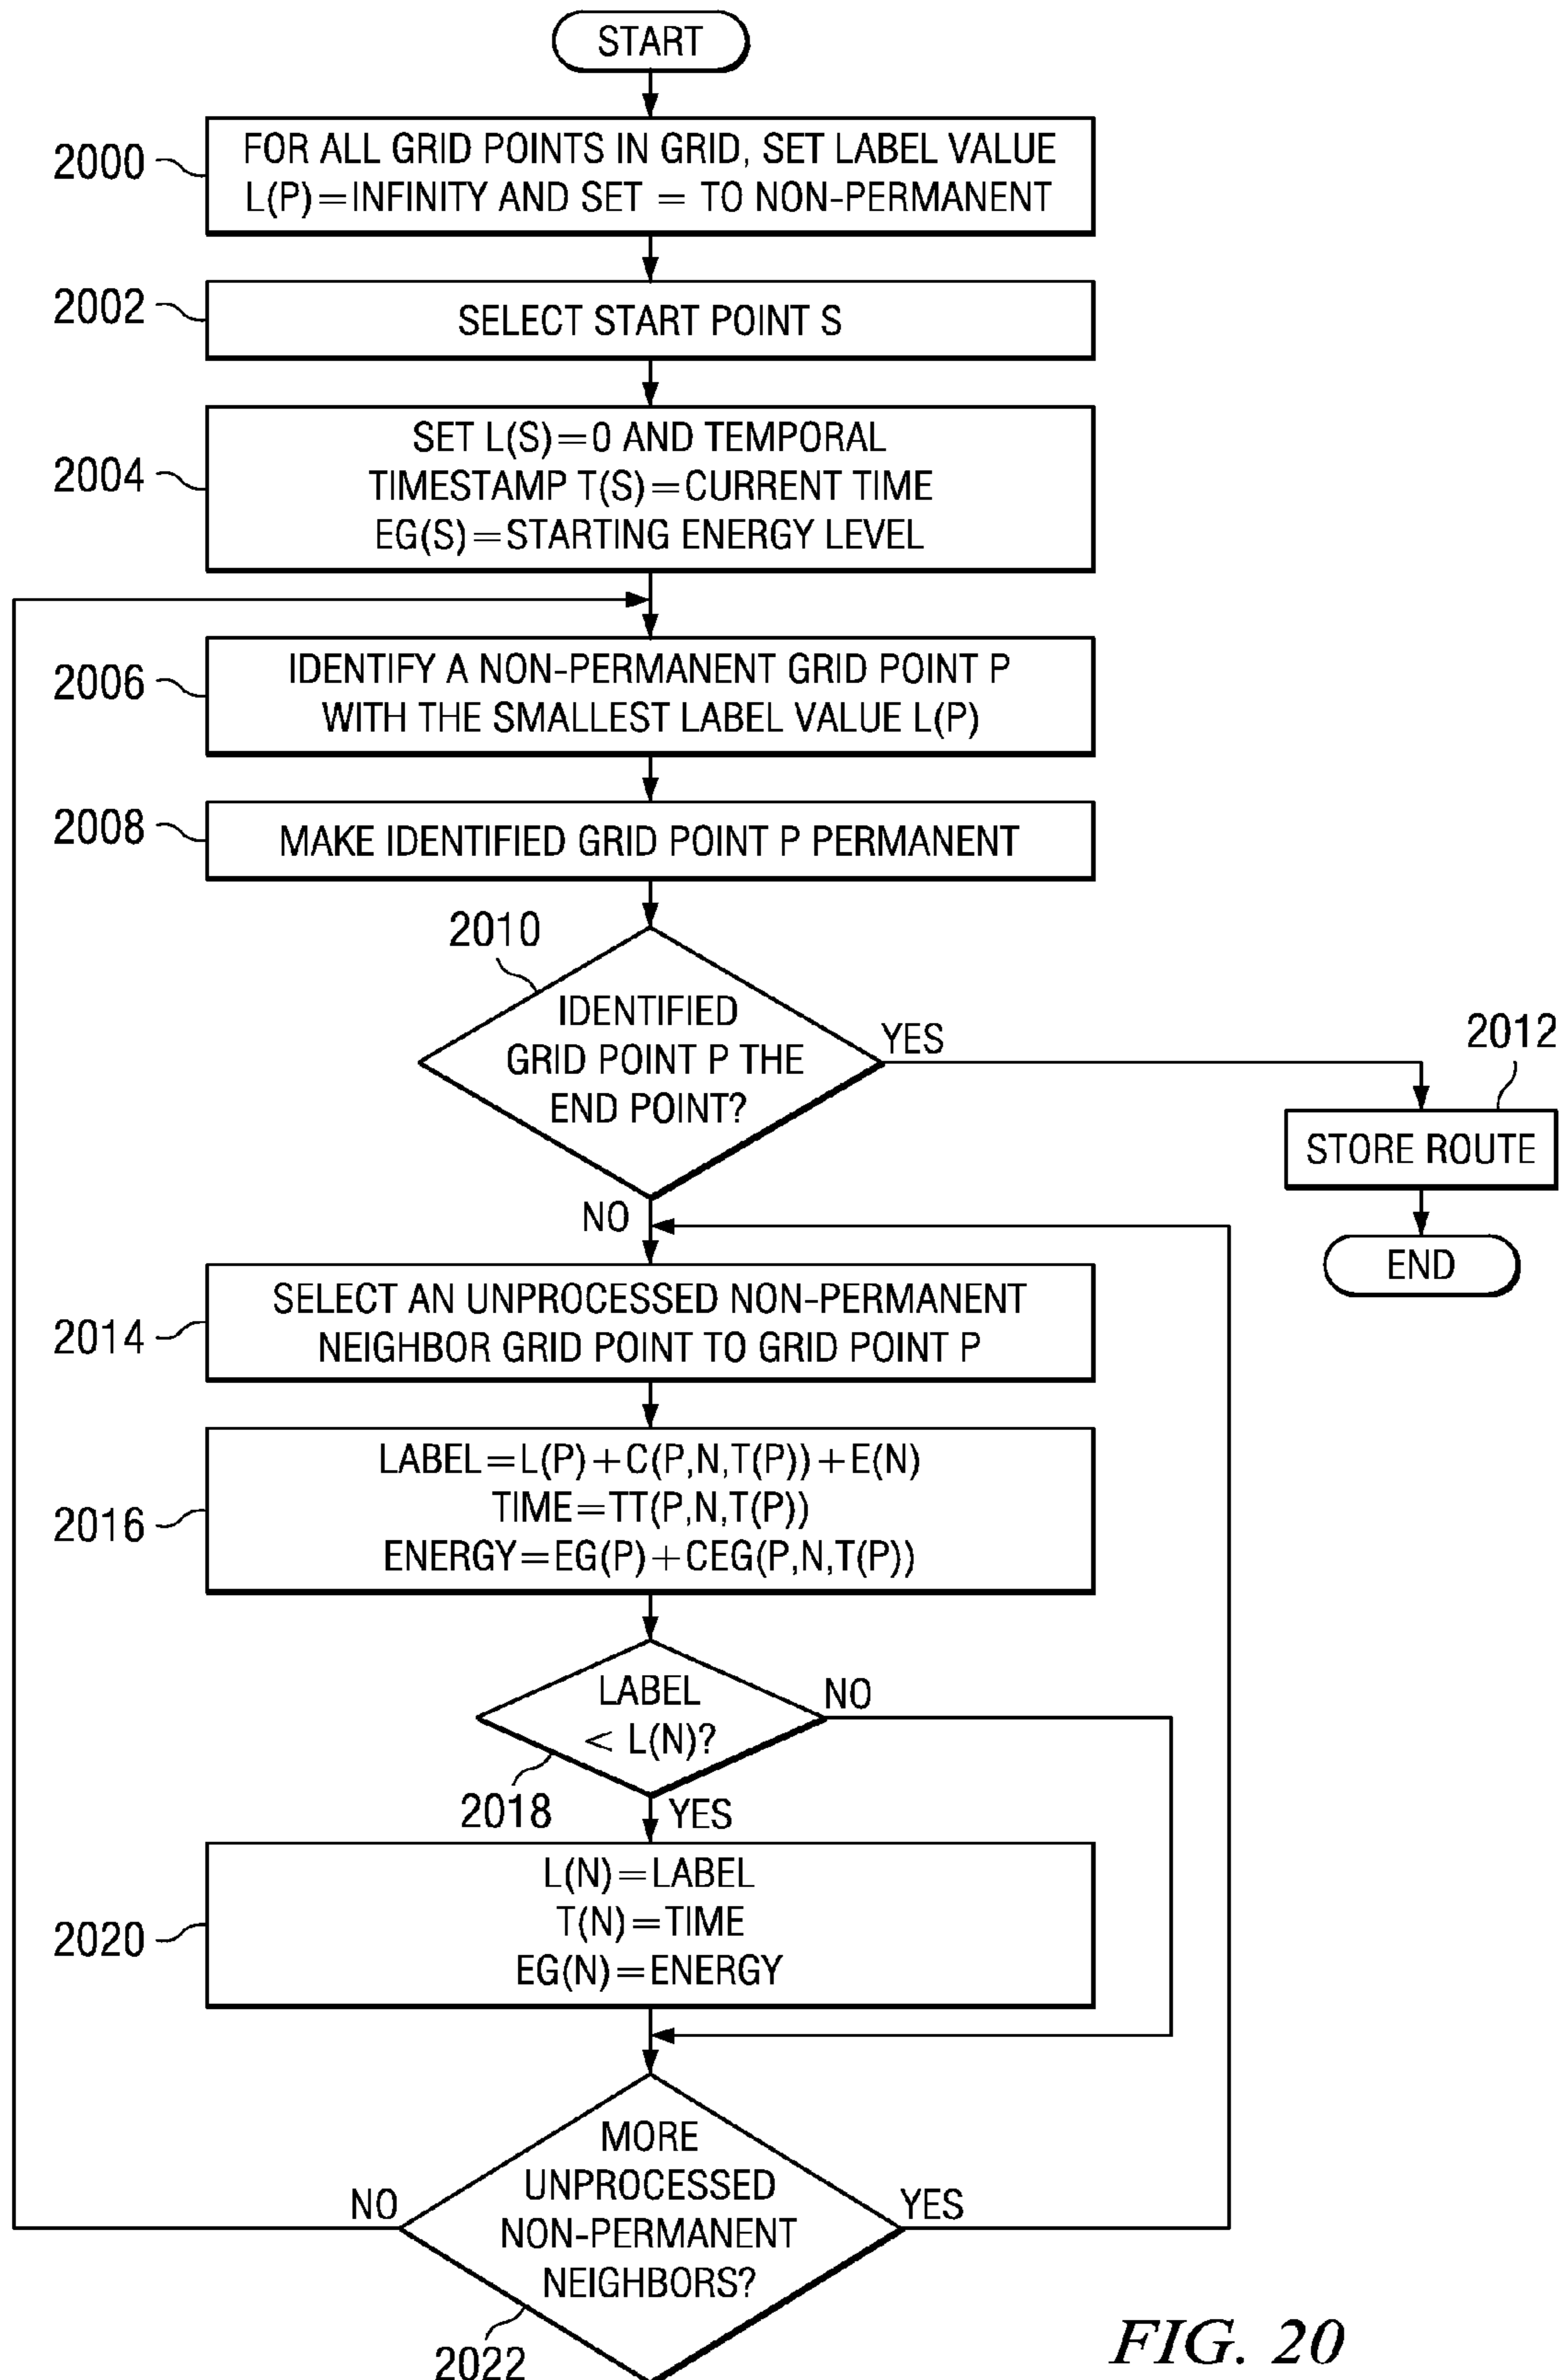 START
2000
FOR ALL GRID POINTS IN GRID, SET LABEL VALUE
L(P)=INFINITY AND SET = TO NON-PERMANENT
2002
SELECT START POINT S
2004
SET L(S)=0 AND TEMPORAL
TIMESTAMP T(S)=CURRENT TIME
EG(S)=STARTING ENERGY LEVEL
2006
IDENTIFY A NON-PERMANENT GRID POINT P
WITH THE SMALLEST LABEL VALUE L(P)
2008
MAKE IDENTIFIED GRID POINT P PERMANENT
2010
IDENTIFIED
GRID POINT P THE
END POINT?
YES
2012
STORE ROUTE
END
NO
2014
SELECT AN UNPROCESSED NON-PERMANENT
NEIGHBOR GRID POINT TO GRID POINT P
2016
LABEL=L(P)+C(P,N,T(P))+E(N)
TIME=TT(P,N,T(P))
ENERGY=EG(P)+CEG(P,N,T(P))
LABEL
< L(N)?
NO
2018
YES
2020
L(N)=LABEL
T(N)=TIME
EG(N)=ENERGY
MORE
UNPROCESSED
NON-PERMANENT
NEIGHBORS?
NO
YES
2022
FIG. 20